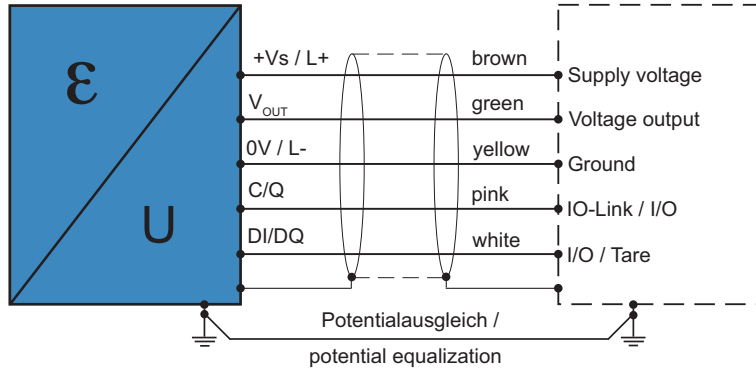 ε
U
+Vs / L+ brown Supply voltage
VOUT green Voltage output
0V / L- yellow Ground
C/Q pink IO-Link / I/O
DI/DQ white I/O / Tare
Potentialausgleich /
potential equalization